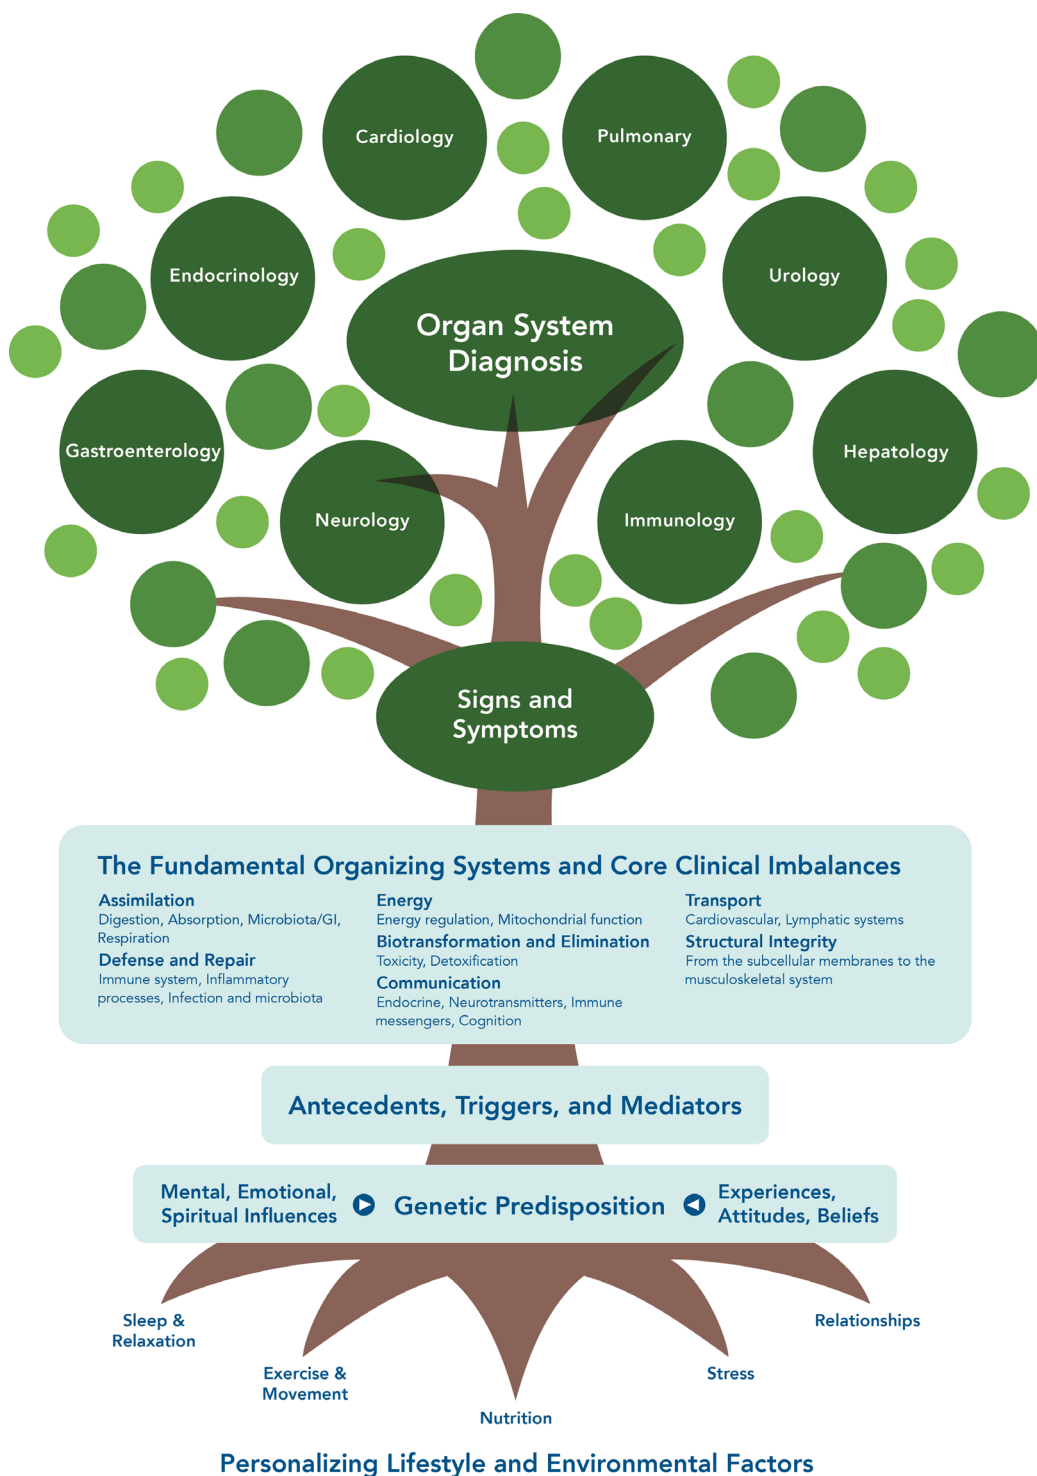 Cardiology
Pulmonary
Endocrinology
Urology
Organ System
Diagnosis
Gastroenterology
Hepatology
Neurology
Immunology
Signs and
Symptoms
The Fundamental Organizing Systems and Core Clinical Imbalances
Assimilation
Digestion, Absorption, Microbiota/GI,
Respiration
Defense and Repair
Immune system, Inflammatory
processes, Infection and microbiota
Energy
Energy regulation, Mitochondrial function
Biotransformation and Elimination
Toxicity, Detoxification
Communication
Endocrine, Neurotransmitters, Immune
messengers, Cognition
Transport
Cardiovascular, Lymphatic systems
Structural Integrity
From the subcellular membranes to the
musculoskeletal system
Antecedents, Triggers, and Mediators
Mental, Emotional,
Spiritual Influences
Genetic Predisposition
Experiences,
Attitudes, Beliefs
Sleep &
Relaxation
Exercise &
Movement
Nutrition
Stress
Relationships
Personalizing Lifestyle and Environmental Factors